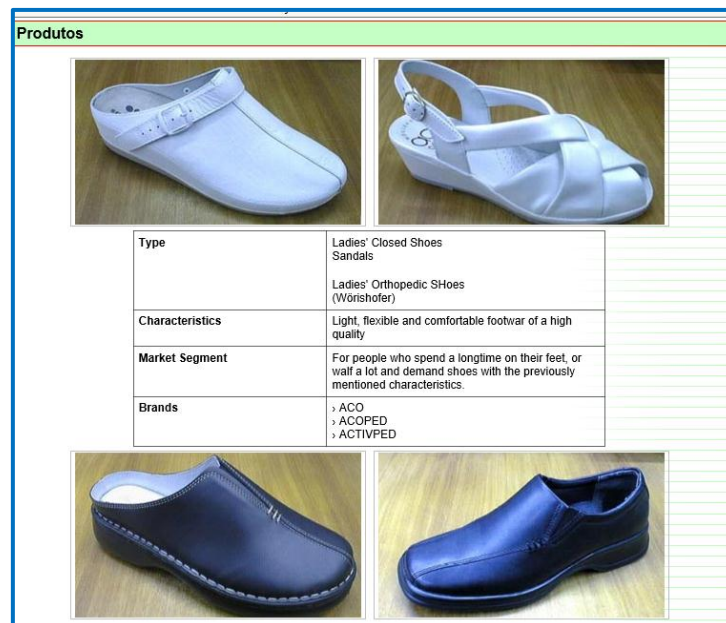 Produtos
Type
Ladies' Closed Shoes
Sandals
Ladies' Orthopedic SHoes
(Wörishofer)
Characteristics
Light, flexible and comfortable footwar of a high
quality
Market Segment
For people who spend a longtime on their feet, or
walf a lot and demand shoes with the previously
mentioned characteristics.
Brands
› ACO
› ACOPED
› ACTIVPED